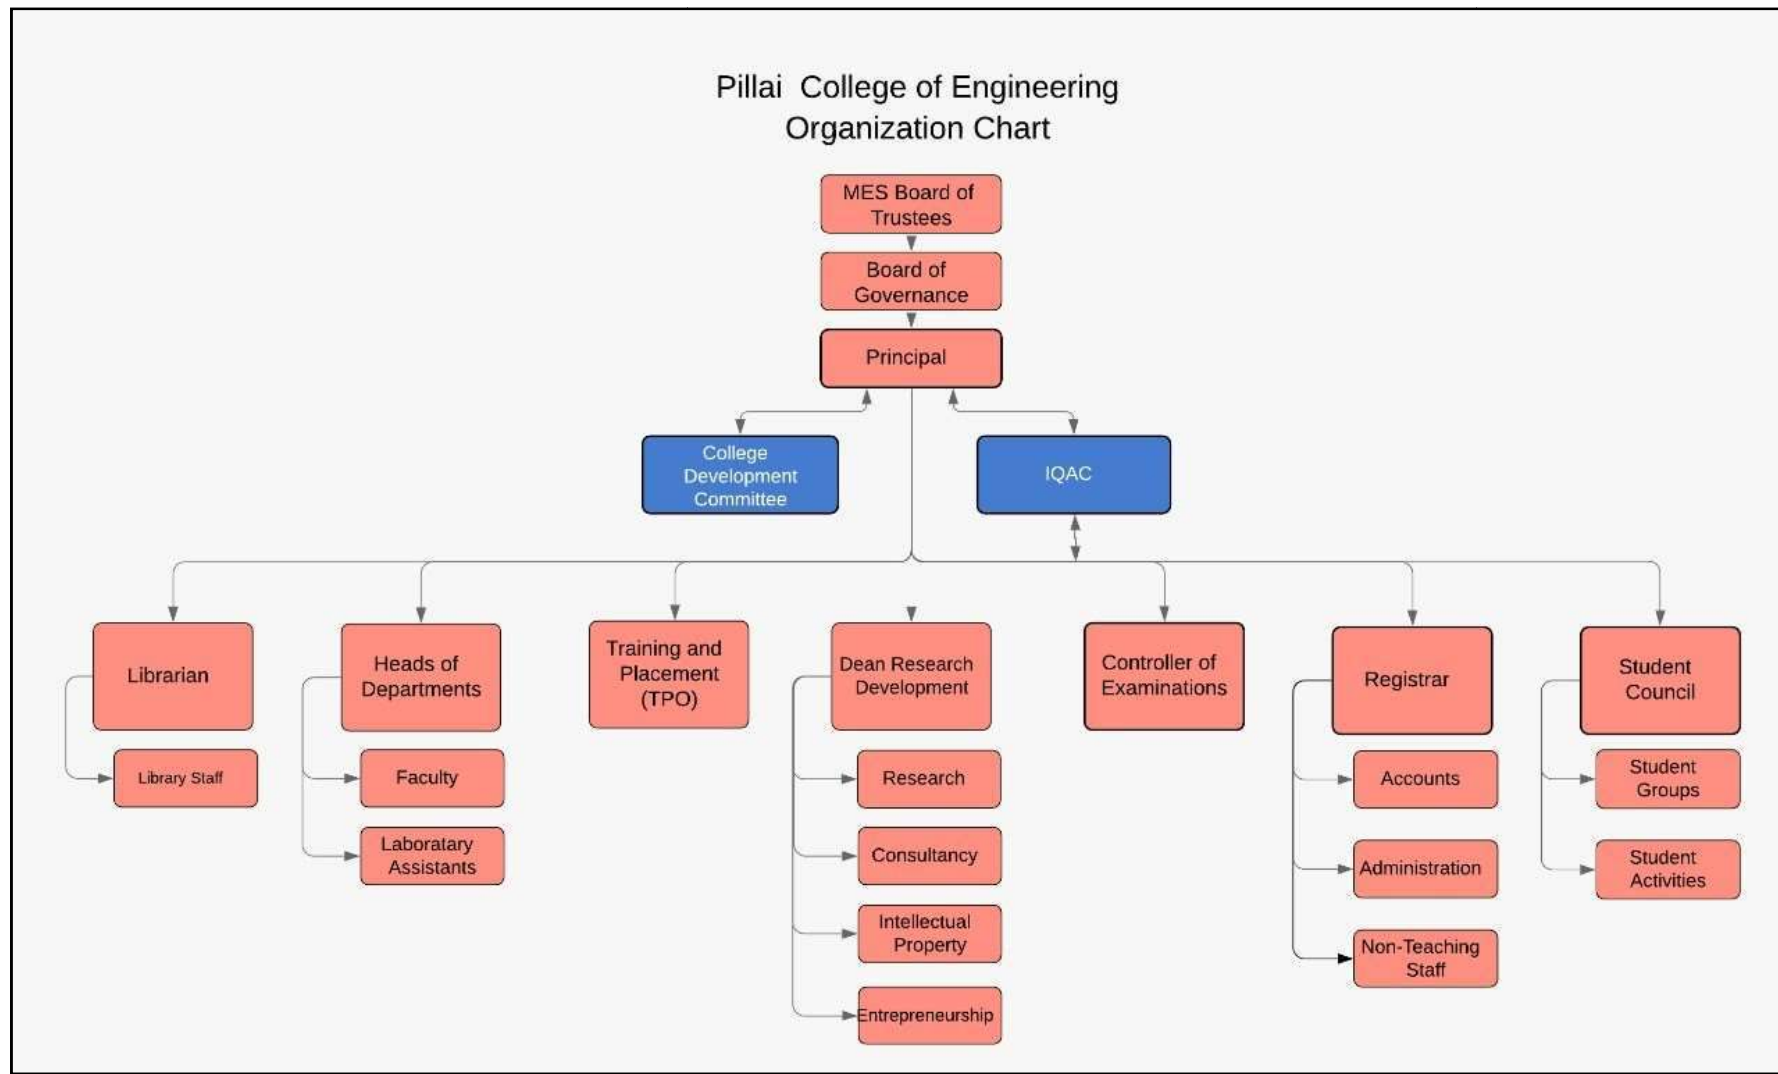 Pillai College of Engineering
Organization Chart
MES Board of
Trustees
Board of
Governance
Principal
College
Development
Committee
IQAC
Librarian
Library Staff
Heads of
Departments
Faculty
Laboratary
Assistants
Training and
Placement
(TPO)
Dean Research
Development
Research
Consultancy
Intellectual
Property
Entrepreneurship
Controller of
Examinations
Registrar
Accounts
Administration
Non-Teaching
Staff
Student
Council
Student
Groups
Student
Activities